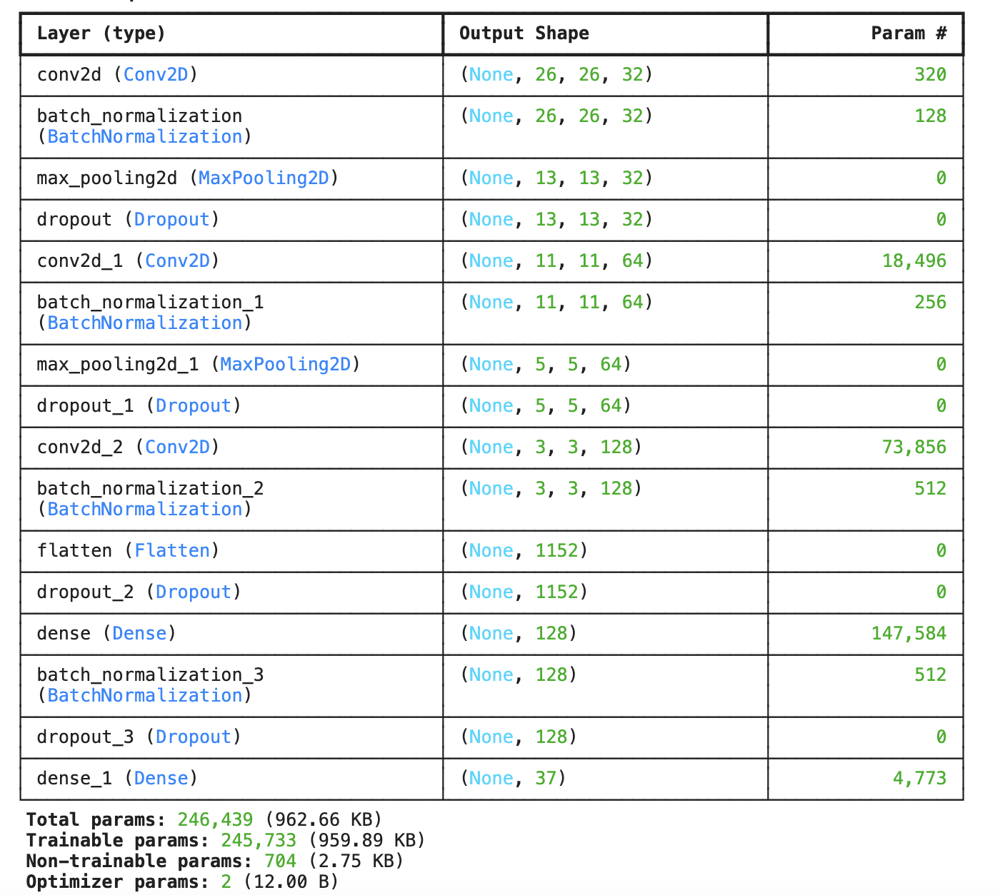 Layer (type) Output Shape Param #
conv2d (Conv2D) (None, 26, 26, 32) 320
batch_normalization (None, 26, 26, 32) 128
(BatchNormalization)
max_pooling2d (MaxPooling2D) (None, 13, 13, 32) 0
dropout (Dropout) (None, 13, 13, 32) 0
conv2d_1 (Conv2D) (None, 11, 11, 64) 18,496
batch_normalization_1 (None, 11, 11, 64) 256
(BatchNormalization)
max_pooling2d_1 (MaxPooling2D) (None, 5, 5, 64) 0
dropout_1 (Dropout) (None, 5, 5, 64) 0
conv2d_2 (Conv2D) (None, 3, 3, 128) 73,856
batch_normalization_2 (None, 3, 3, 128) 512
(BatchNormalization)
flatten (Flatten) (None, 1152) 0
dropout_2 (Dropout) (None, 1152) 0
dense (Dense) (None, 128) 147,584
batch_normalization_3 (None, 128) 512
(BatchNormalization)
dropout_3 (Dropout) (None, 128) 0
dense_1 (Dense) (None, 37) 4,773
Total params: 246,439 (962.66 KB)
Trainable params: 245,733 (959.89 KB)
Non-trainable params: 704 (2.75 KB)
Optimizer params: 2 (12.00 B)